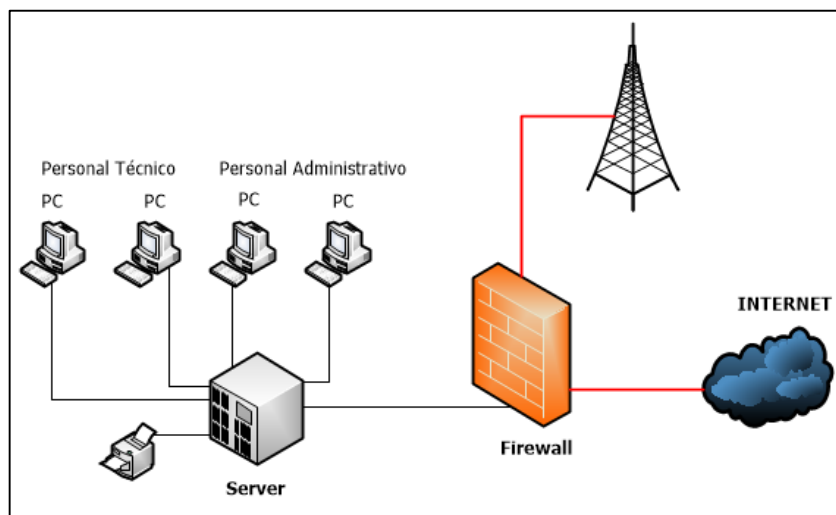 Personal Técnico
Personal Administrativo
PC
PC
PC
PC
INTERNET
Firewall
Server